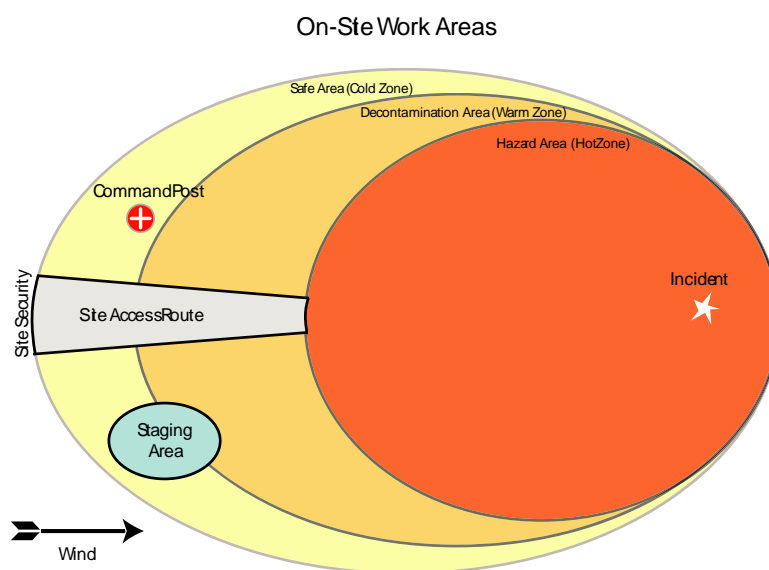 On-Ste Work Areas
Safe Area (Cold Zone)
Decontamination Area (Warm Zone)
Hazard Area (HotZone)
CommandPost
Incident
Site Security
Site AccessRoute
Staging
Area
Wind